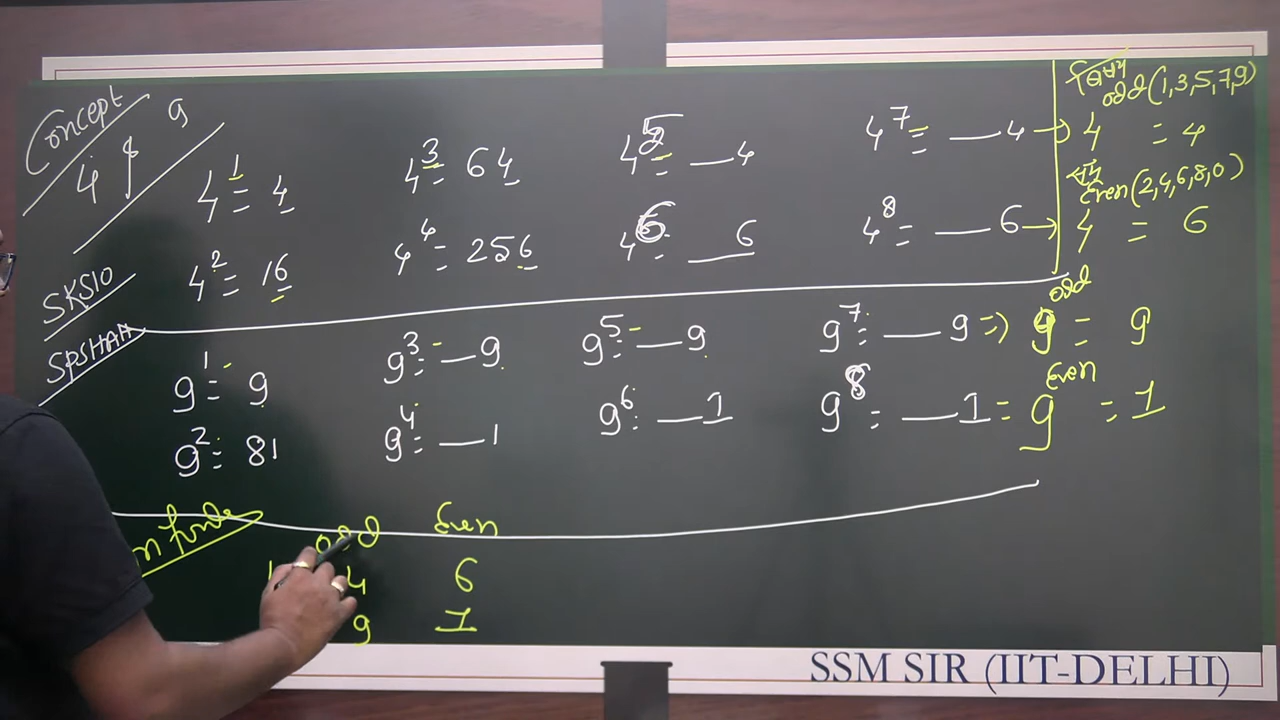 Concept
4 9
4¹ = 4
4³ = 64
4⁵ = __4
4⁷ = __4 → 4 = 4
odd (1,3,5,7,9)
SKS10
4² = 16
4⁴ = 256
4⁶ = __6
4⁸ = __6 → 4 = 6
Even (2,4,6,8,0)
SPSHAH
9¹ = 9
9³ = __9
9⁵ = __9
9⁷ = __9 => 9^odd = 9
9² = 81
9⁴ = __1
9⁶ = __1
9⁸ = __1 = 9^Even = 1
odd Even
4 6
9 1
SSM SIR (IIT-DELHI)